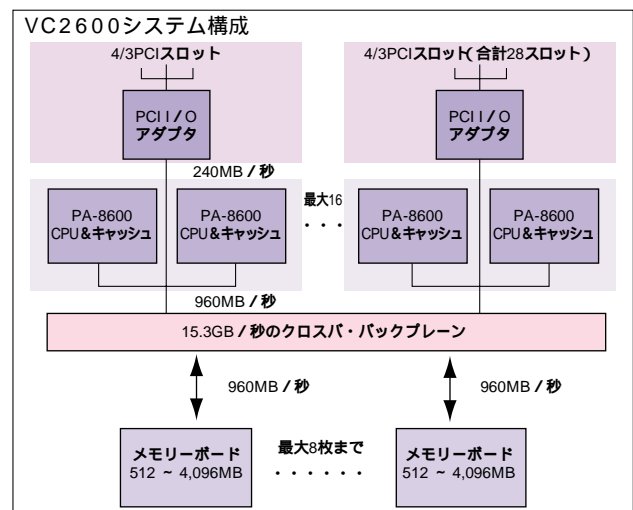 VC2600システム構成
4/3PCIスロット
4/3PCIスロット(合計28スロット)
PCI I/O
アダプタ
PCI I/O
アダプタ
240MB/秒
PA-8600
CPU&キャッシュ
PA-8600
CPU&キャッシュ
最大16
・・・
PA-8600
CPU&キャッシュ
PA-8600
CPU&キャッシュ
960MB/秒
15.3GB/秒のクロスバ・バックプレーン
960MB/秒
960MB/秒
メモリーボード
512 ~ 4,096MB
最大8枚まで
・・・・・・
メモリーボード
512 ~ 4,096MB